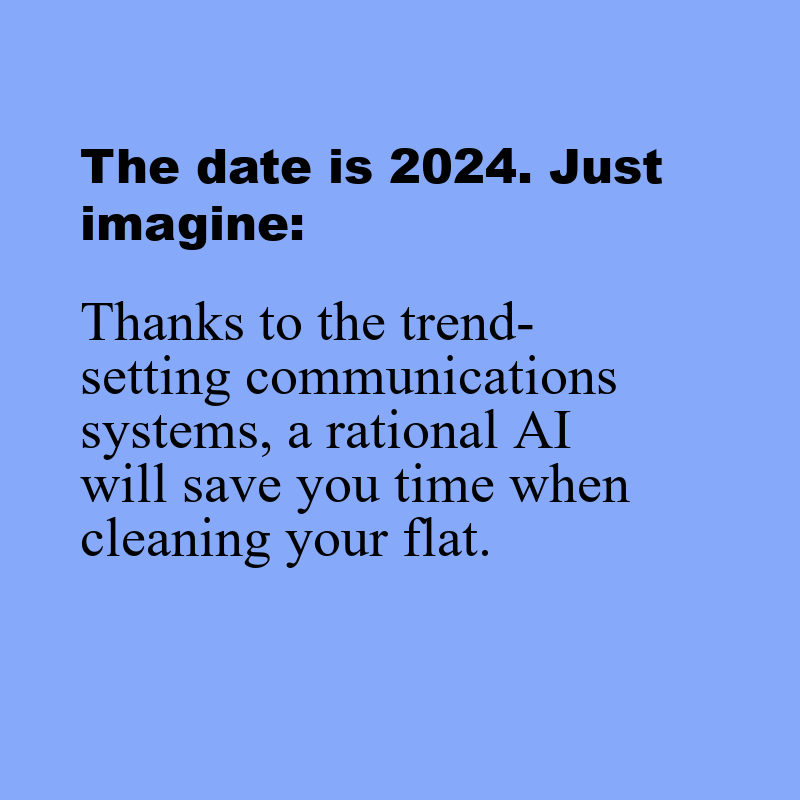 The date is 2024. Just
imagine:
Thanks to the trend-
setting communications
systems, a rational AI
will save you time when
cleaning your flat.